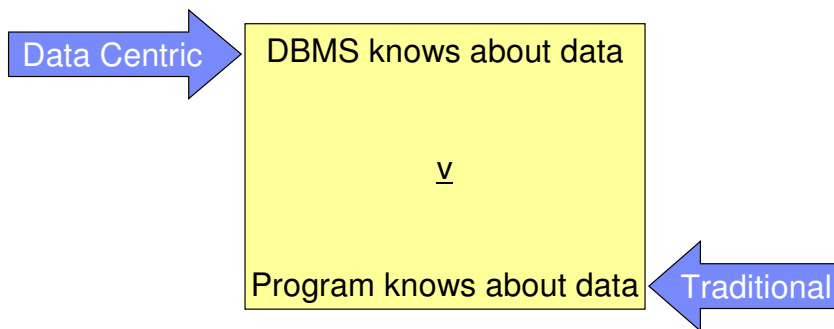 Data Centric
DBMS knows about data
v
Program knows about data
Traditional